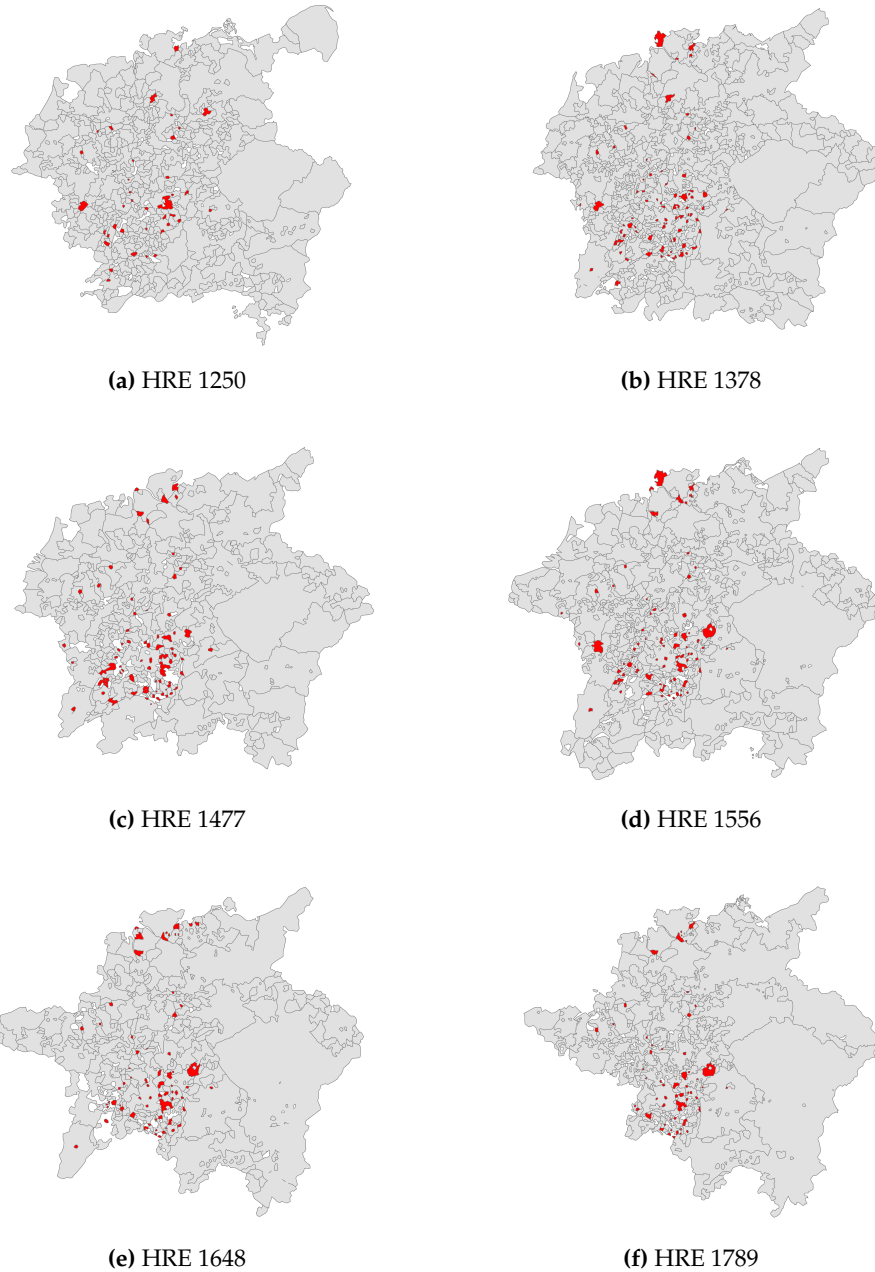 (a) HRE 1250
(b) HRE 1378
(c) HRE 1477
(d) HRE 1556
(e) HRE 1648
(f) HRE 1789